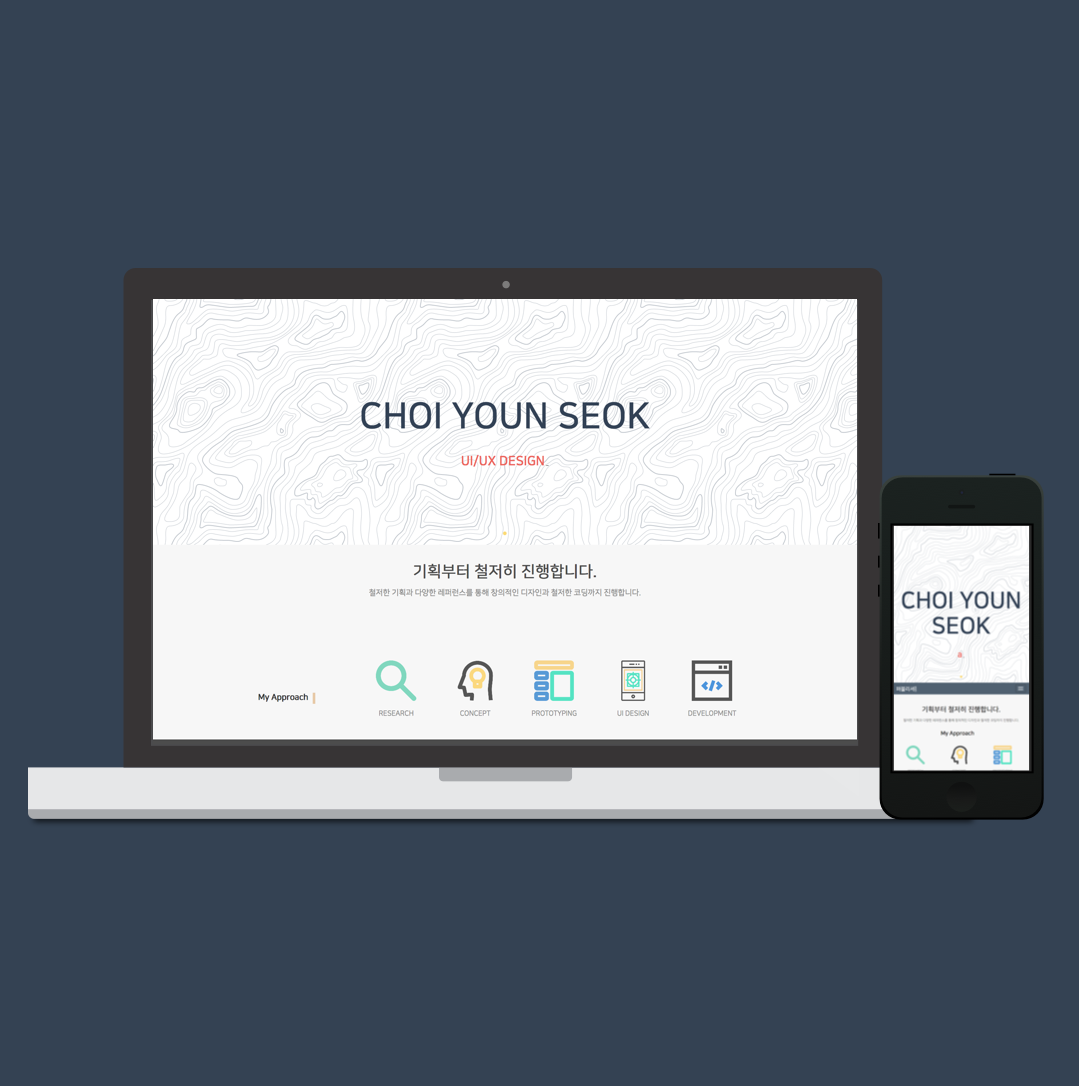 CHOI YOUN SEOK
UI/UX DESIGN_
기획부터 철저히 진행합니다.
철저한 기획과 다양한 레퍼런스를 통해 창의적인 디자인과 철저한 코딩까지 진행합니다.
My Approach
RESEARCH
CONCEPT
PROTOTYPING
UI DESIGN
DEVELOPMENT
CHOI YOUN
SEOK
기획부터 철저히 진행합니다.
My Approach